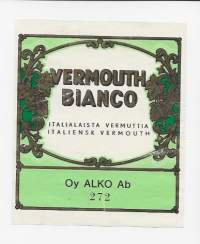 VERMOUTH
BIANCO
ITALIALAISTA VERMUTTIA
ITALIENSK VERMOUTH
Oy ALKO Ab
272